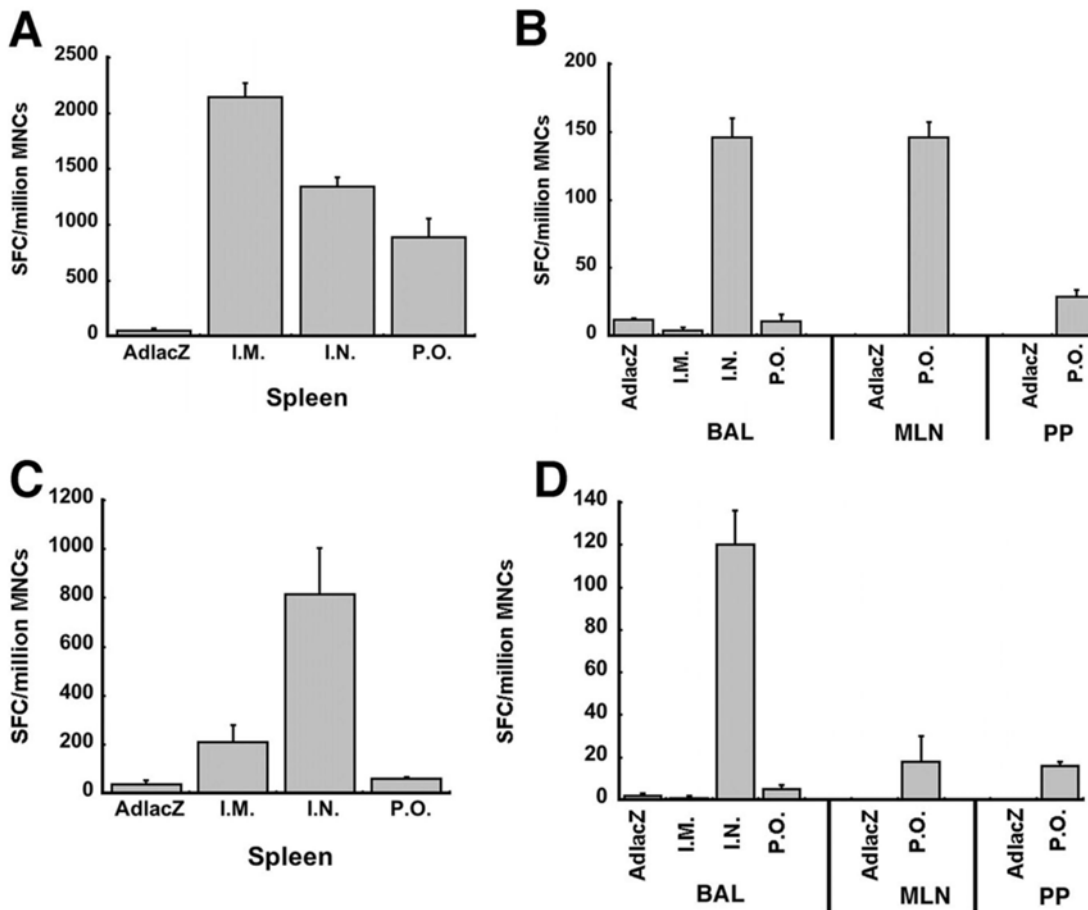 A
SFC/million MNCs
2500
2000
1500
1000
500
0
AdlacZ I.M. I.N. P.O.
Spleen
B
SFC/million MNCs
200
150
100
50
0
AdlacZ I.M. I.N. P.O. AdlacZ P.O. AdlacZ P.O.
BAL MLN PP
C
SFC/million MNCs
1200
1000
800
600
400
200
0
AdlacZ I.M. I.N. P.O.
Spleen
D
SFC/million MNCs
140
120
100
80
60
40
20
0
AdlacZ I.M. I.N. P.O. AdlacZ P.O. AdlacZ P.O.
BAL MLN PP